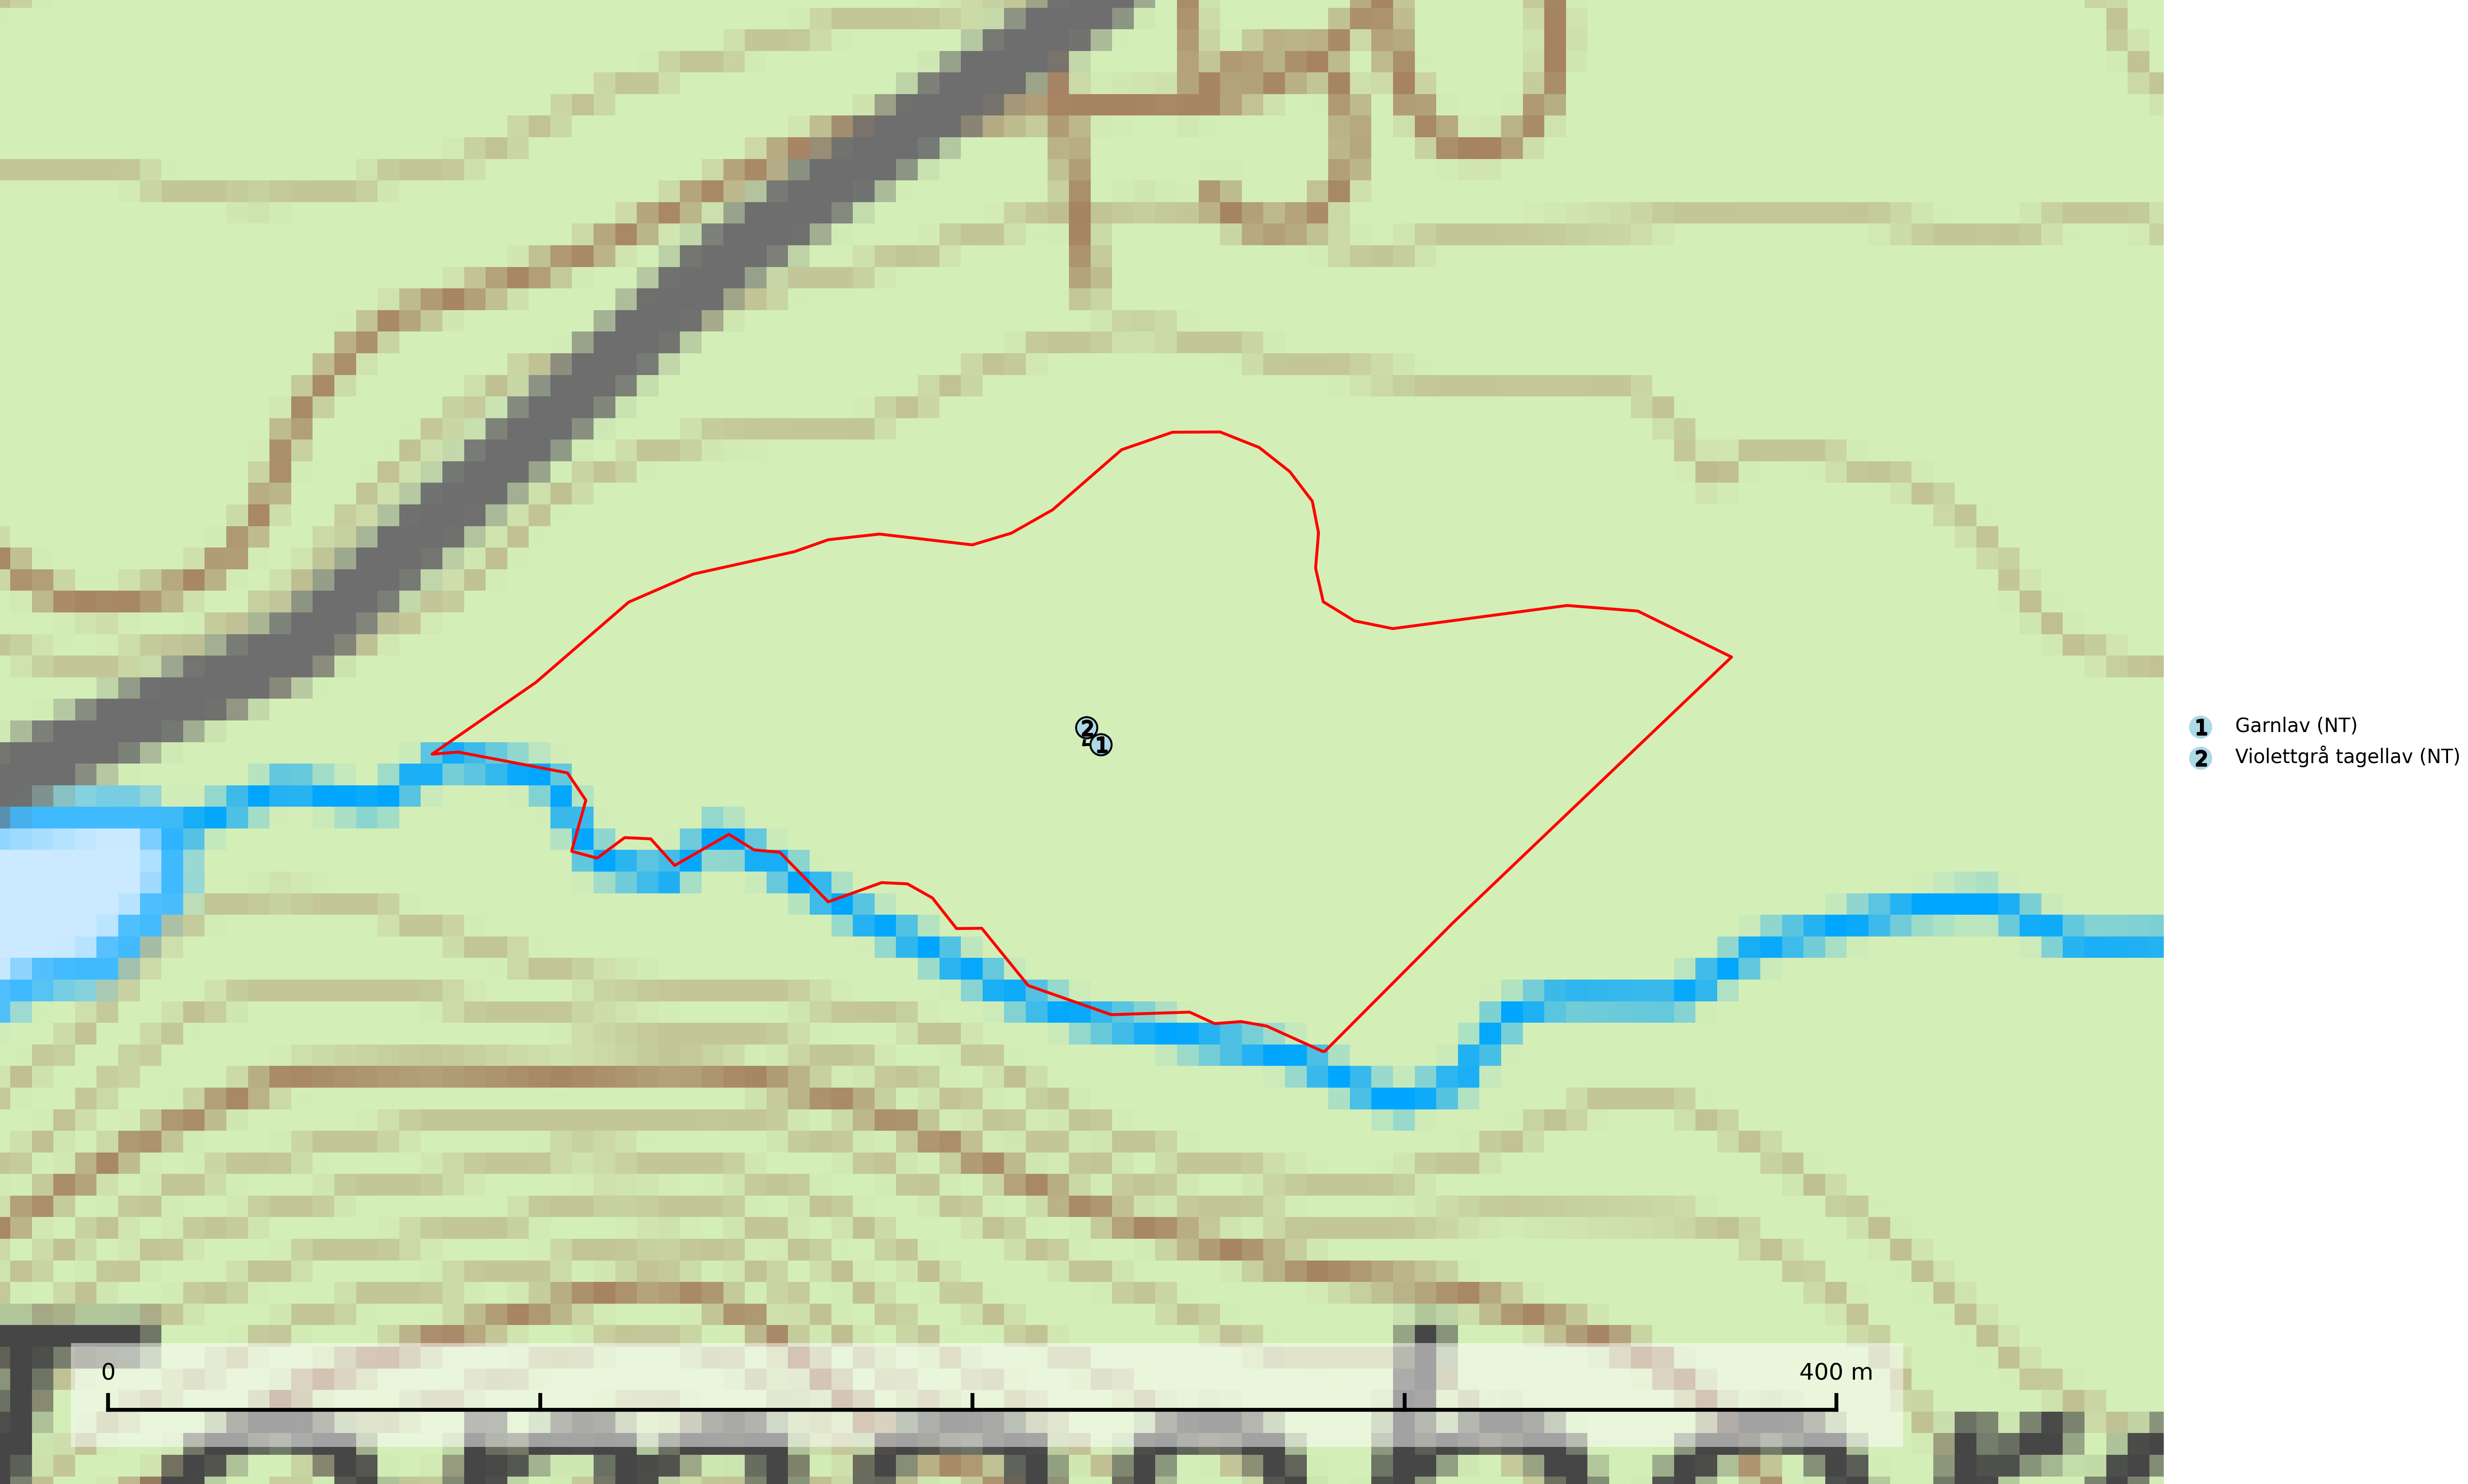 2
1
1 Garnlav (NT)
2 Violettgrå tagellav (NT)
0 400 m